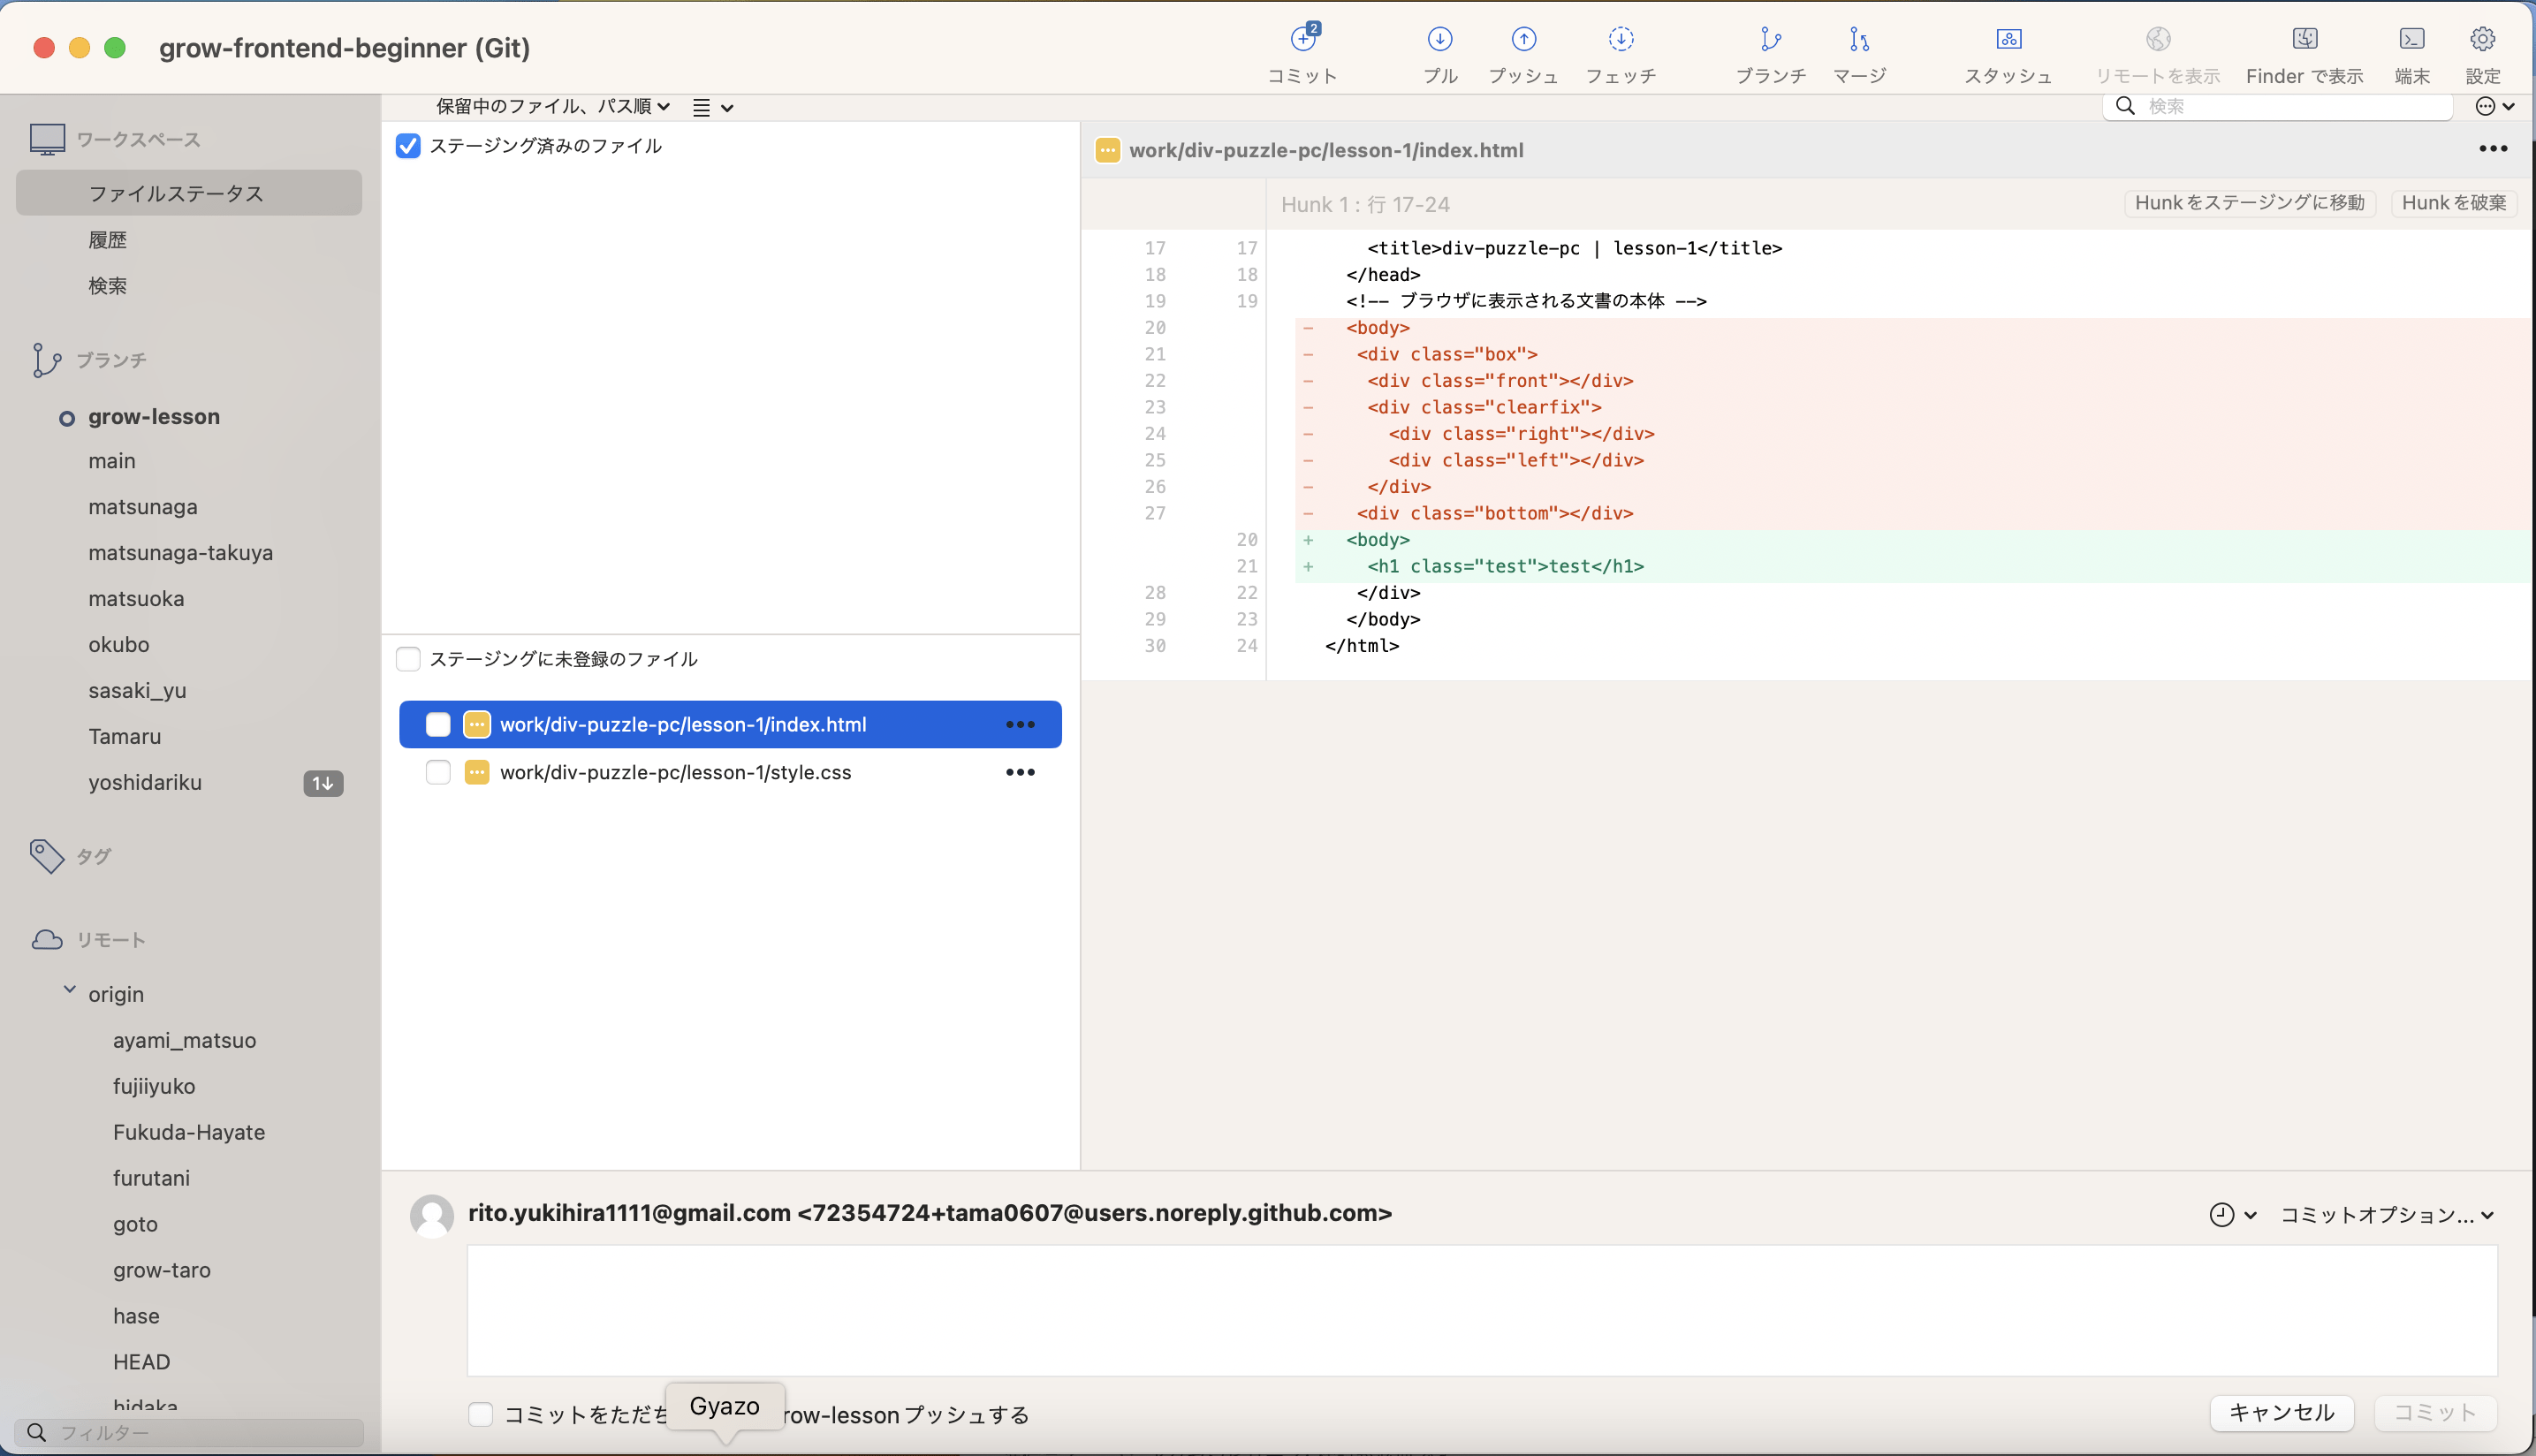 grow-frontend-beginner (Git)
2
コミット
プル
プッシュ
フェッチ
ブランチ
マージ
スタッシュ
リモートを表示
Finder で表示
端末
設定
ワークスペース
ファイルステータス
履歴
検索
ブランチ
grow-lesson
main
matsunaga
matsunaga-takuya
matsuoka
okubo
sasaki_yu
Tamaru
yoshidariku
1↓
タグ
リモート
origin
ayami_matsuo
fujiiyuko
Fukuda-Hayate
furutani
goto
grow-taro
hase
HEAD
hidaka
フィルター
保留中のファイル、パス順
検索
ステージング済みのファイル
ステージングに未登録のファイル
work/div-puzzle-pc/lesson-1/index.html
work/div-puzzle-pc/lesson-1/style.css
work/div-puzzle-pc/lesson-1/index.html
Hunk 1 : 行 17-24
Hunkをステージングに移動
Hunkを破棄
17 17 <title>div-puzzle-pc | lesson-1</title>
18 18 </head>
19 19 <!-- ブラウザに表示される文書の本体 -->
20 - <body>
21 - <div class="box">
22 - <div class="front"></div>
23 - <div class="clearfix">
24 - <div class="right"></div>
25 - <div class="left"></div>
26 - </div>
27 - <div class="bottom"></div>
20 + <body>
21 + <h1 class="test">test</h1>
28 22 </div>
29 23 </body>
30 24 </html>
rito.yukihira1111@gmail.com <72354724+tama0607@users.noreply.github.com>
コミットオプション...
コミットをただち
Gyazo
row-lesson プッシュする
キャンセル
コミット